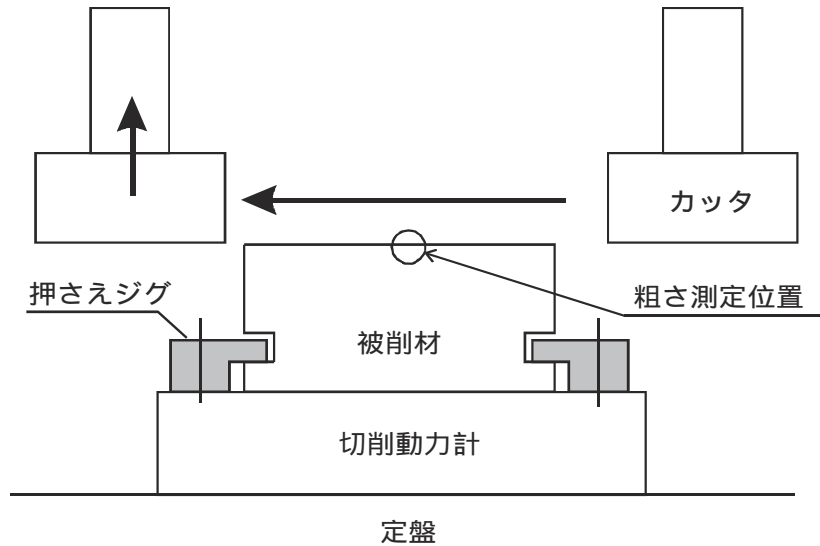 カッタ
押さえジグ
粗さ測定位置
被削材
切削動力計
定盤